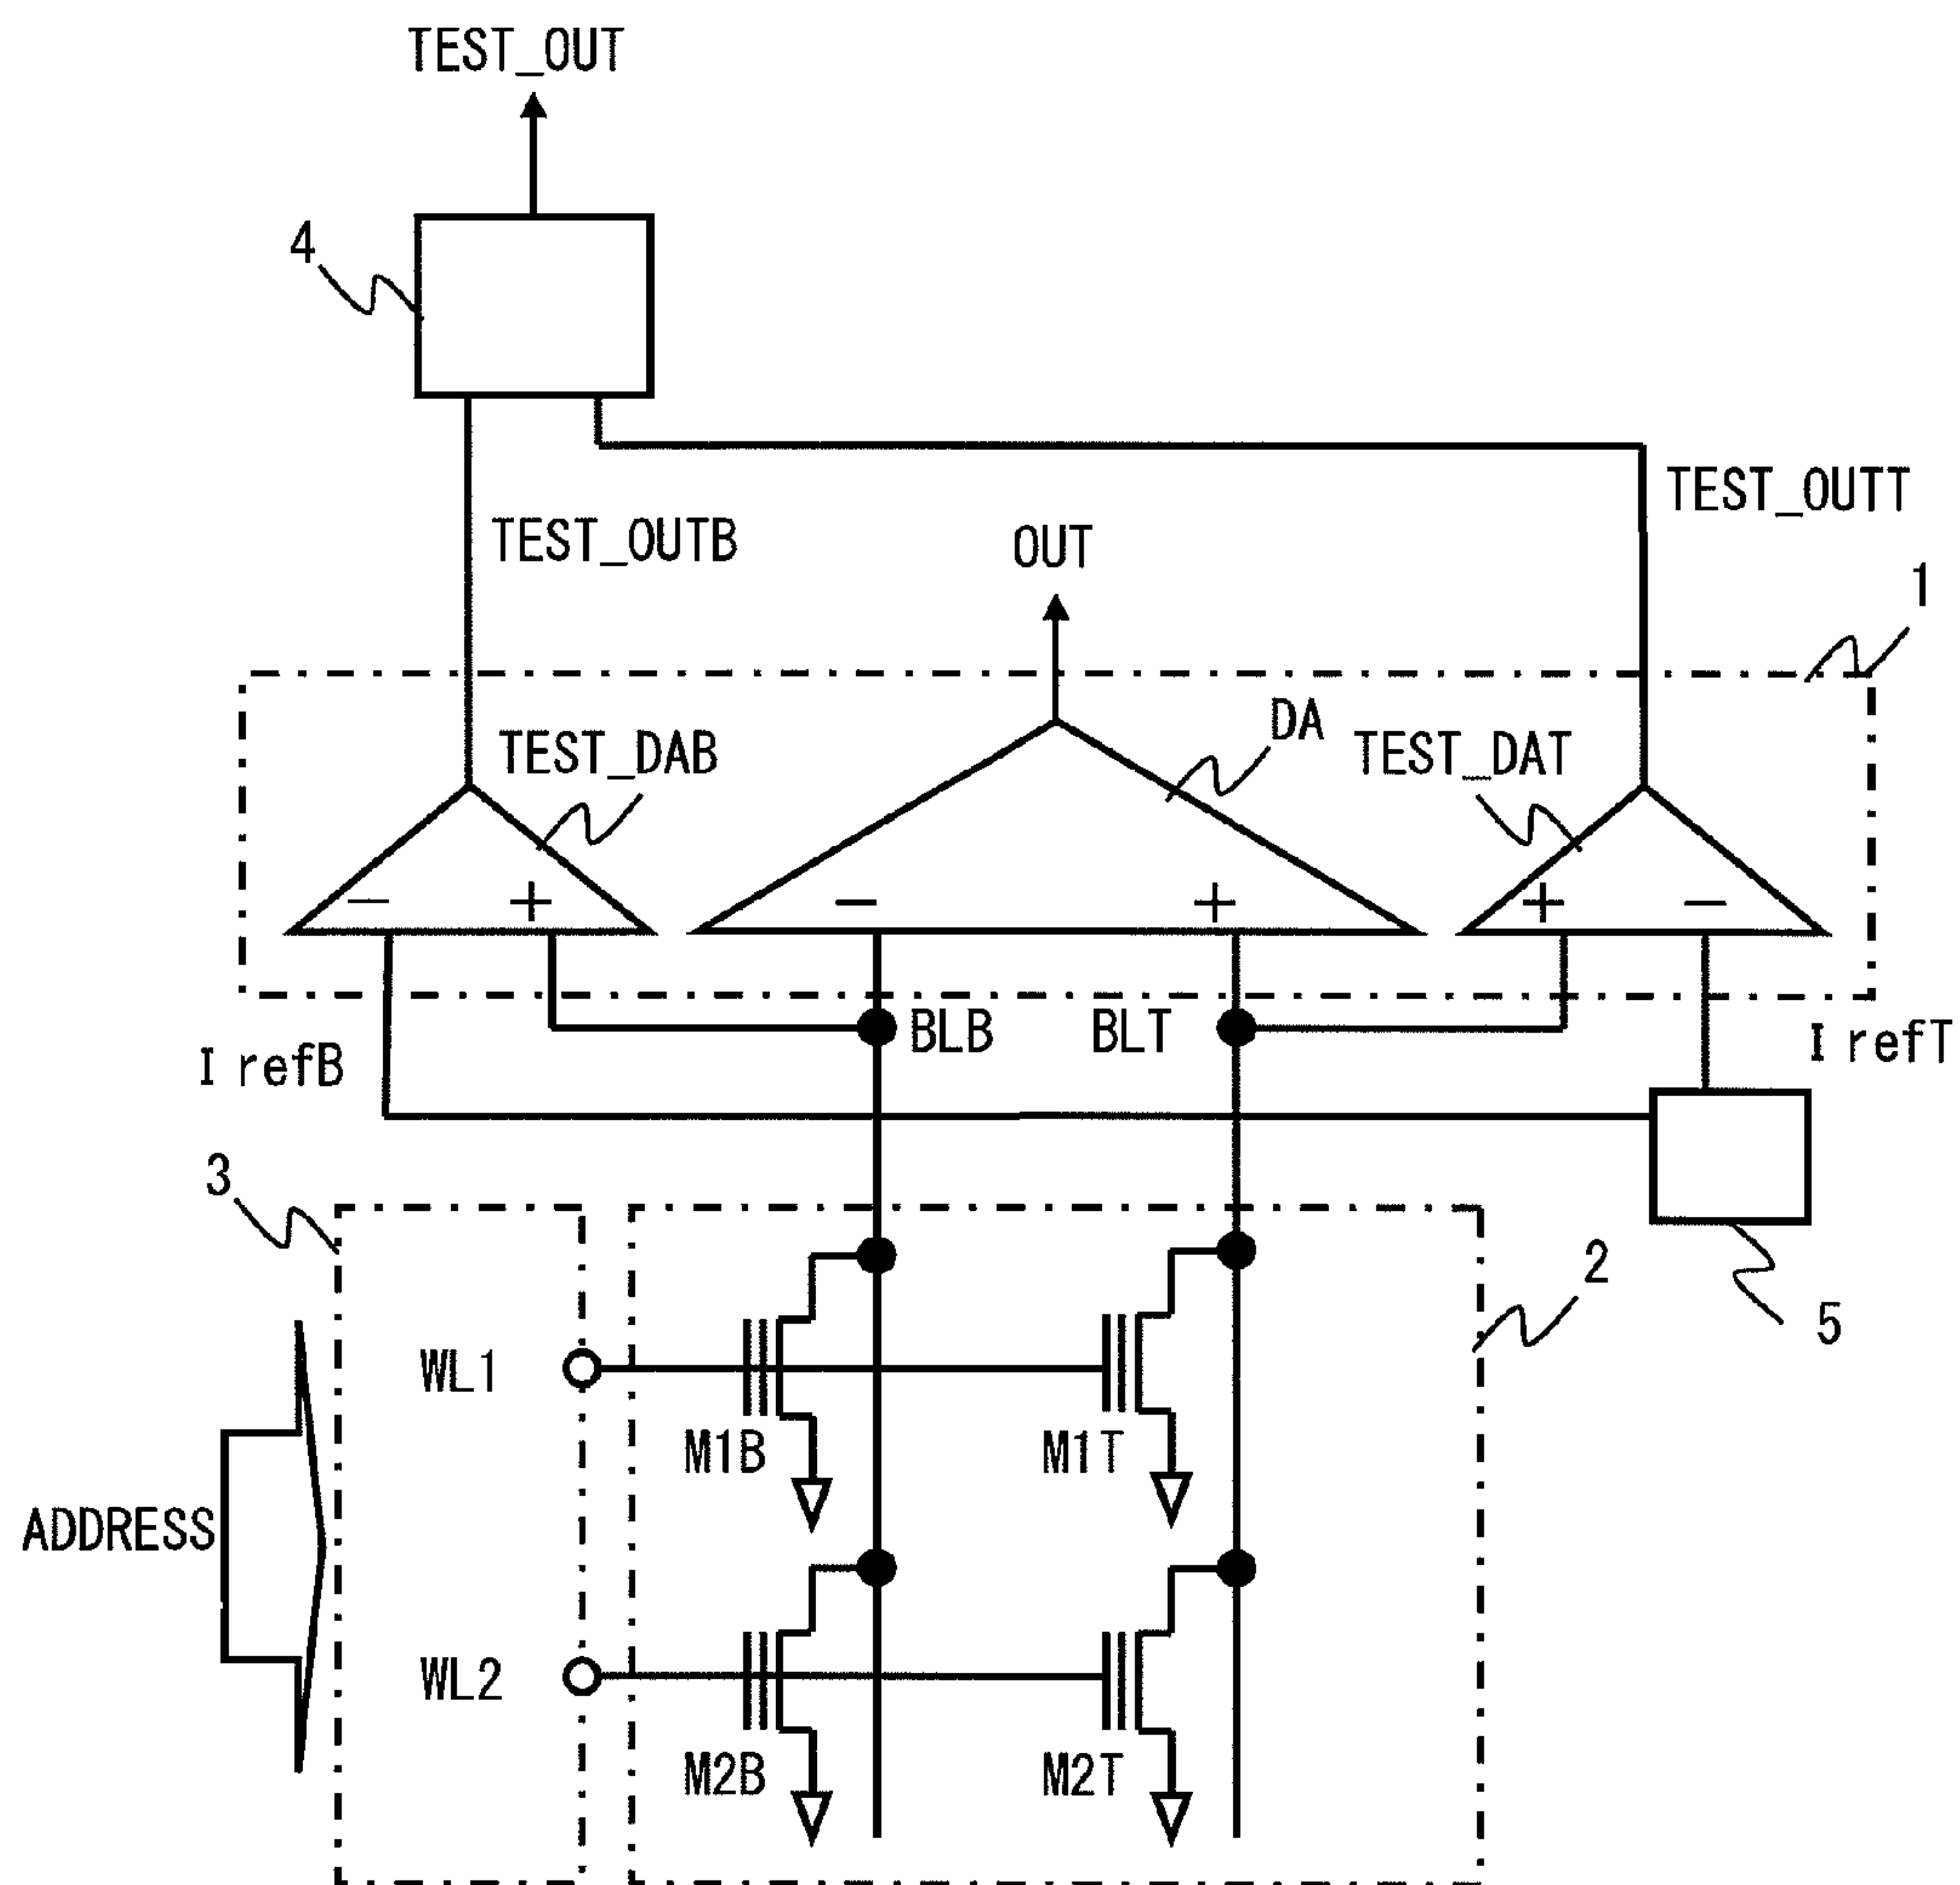 TEST_OUT
4
TEST_OUTT
TEST_OUTB
OUT
1
DA
TEST_DAB
TEST_DAT
− +
− +
+ −
BLB
BLT
I refB
I refT
3
2
5
WL1
M1B
M1T
ADDRESS
WL2
M2B
M2T